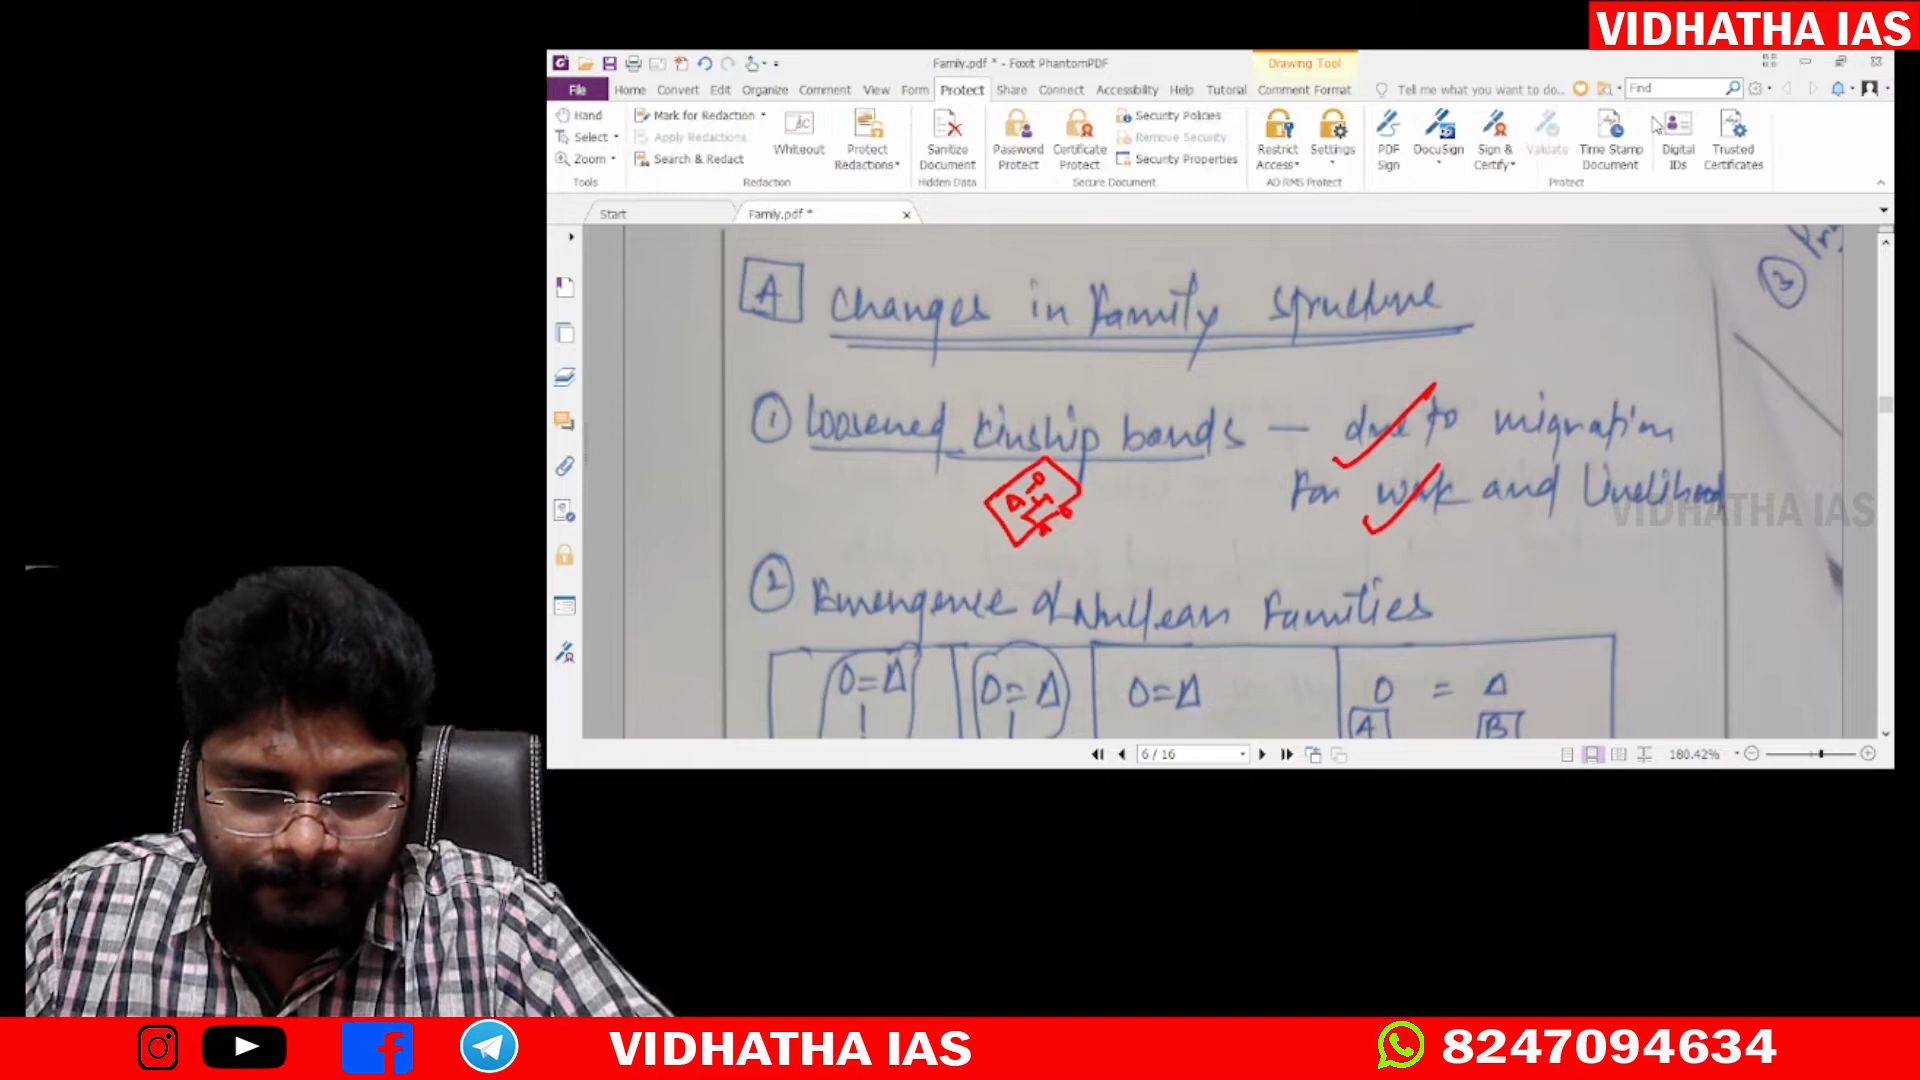 VIDHATHA IAS
Family.pdf * - Foxit PhantomPDF
Drawing Tool
File Home Convert Edit Organize Comment View Form Protect Share Connect Accessibility Help Tutorial Comment Format Tell me what you want to do.. Find
Hand
Select
Zoom
Tools
Mark for Redaction
Apply Redactions
Search & Redact
Whiteout
Protect Redactions
Redaction
Sanitize Document
Hidden Data
Password Protect
Certificate Protect
Security Policies
Remove Security
Security Properties
Secure Document
Restrict Access
Settings
AD RMS Protect
PDF Sign
DocuSign
Sign & Certify
Validate
Time Stamp Document
Digital IDs
Trusted Certificates
Protect
Start
Family.pdf *
A Changes in Family structure
3
1 Loosened kinship bonds — due to migration
For work and Livelihood
VIDHATHA IAS
2 Emergence of Nuclear Families
O=Δ O=Δ O=Δ O = Δ
A B
6 / 16
180.42%
VIDHATHA IAS
8247094634